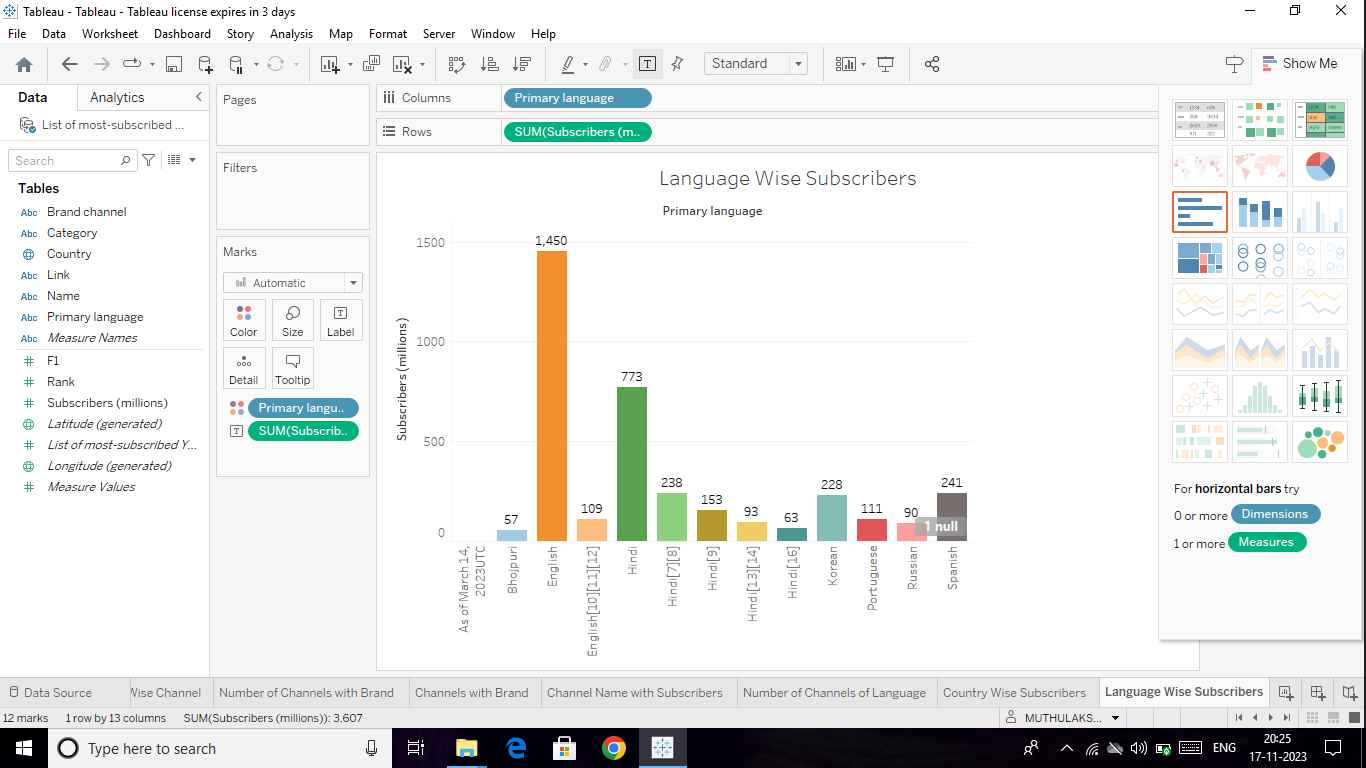 Tableau - Tableau - Tableau license expires in 3 days
File Data Worksheet Dashboard Story Analysis Map Format Server Window Help
Standard
Show Me
Data Analytics
List of most-subscribed ...
Search
Tables
Abc Brand channel
Abc Category
Country
Abc Link
Abc Name
Abc Primary language
Abc Measure Names
F1
Rank
Subscribers (millions)
Latitude (generated)
List of most-subscribed Y...
Longitude (generated)
Measure Values
Pages
Filters
Marks
Automatic
Color Size Label
Detail Tooltip
Primary langu..
SUM(Subscrib..
Columns Primary language
Rows SUM(Subscribers (m..
Language Wise Subscribers
Primary language
Subscribers (millions)
1500
1000
500
0
57
1,450
109
773
238
153
93
63
228
111
90
241
1 null
As of March 14, 2023UTC
Bhojpuri
English
English[10][11][12]
Hindi
Hindi[7][8]
Hindi[9]
Hindi[13][14]
Hindi[16]
Korean
Portuguese
Russian
Spanish
For horizontal bars try
0 or more Dimensions
1 or more Measures
Data Source Wise Channel Number of Channels with Brand Channels with Brand Channel Name with Subscribers Number of Channels of Language Country Wise Subscribers Language Wise Subscribers
12 marks 1 row by 13 columns SUM(Subscribers (millions)): 3,607
MUTHULAKS...
Type here to search
ENG
20:25
17-11-2023